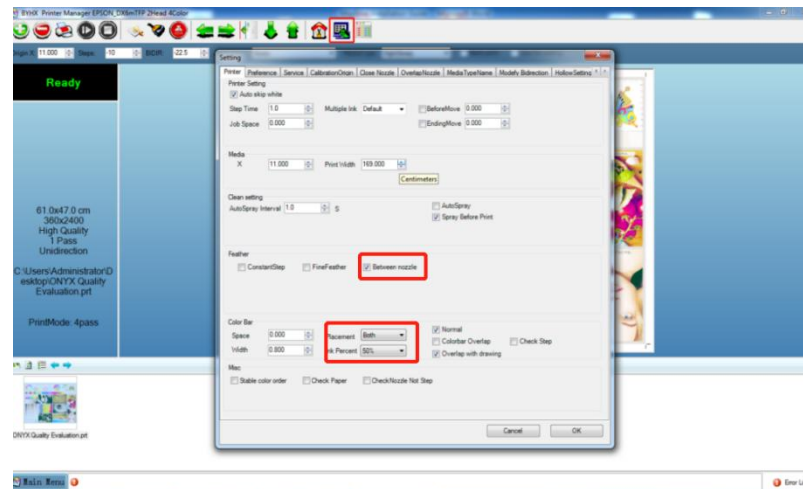 BYHX Printer Manager EPSON_DX6mTFP 2Head 4Color
Origin X: 11.000 Steps: -10 BIDIR: -22.5
Ready
61.0x47.0 cm
360x2400
High Quality
1 Pass
Unidirection
C:\Users\Administrator\D
esktop\ONYX Quality
Evaluation.prt
PrintMode: 4pass
Setting
Printer Preference Service CalibrationOrigin Close Nozzle OverlapNozzle MediaTypeName Modefy Bidirection HollowSetting
Printer Setting
Auto skip white
Step Time 1.0 Multiple Ink Default BeforeMove 0.000
Job Space 0.000 EndingMove 0.000
Media
X 11.000 Print Width 169.000
Centimeters
Clean setting
AutoSpray Interval 1.0 S AutoSpray
Spray Before Print
Feather
ConstantStep FineFeather Between nozzle
Color Bar
Space 0.000 Placement Both Normal
Colorbar Overlap Check Step
Width 0.800 Ink Percent 50% Overlap with drawing
Misc
Stable color order Check Paper CheckNozzle Not Step
Cancel OK
ONYX Quality Evaluation.prt
Main Menu
Error